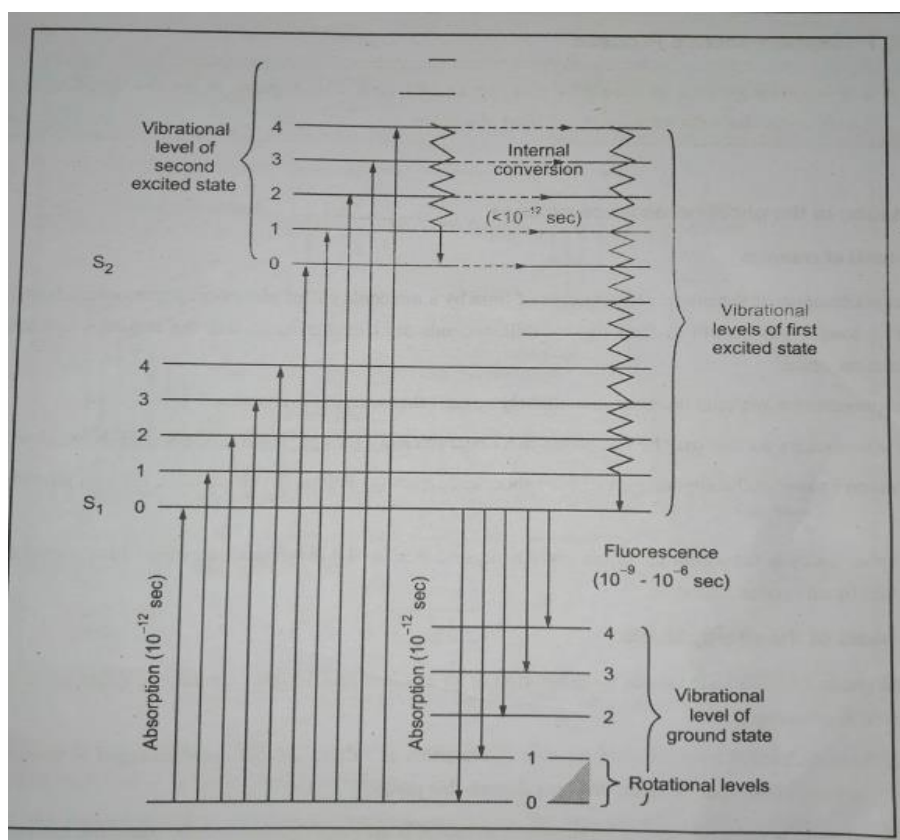 4
Vibrational
level of
second
excited state
3
2
1
0
S₂
Internal
conversion
(<10⁻¹² sec)
Vibrational
levels of first
excited state
4
3
2
1
S₁ 0
Absorption (10⁻¹² sec)
Absorption (10⁻¹² sec)
Fluorescence
(10⁻⁹ - 10⁻⁶ sec)
4
3
2
1
0
Vibrational
level of
ground state
Rotational levels